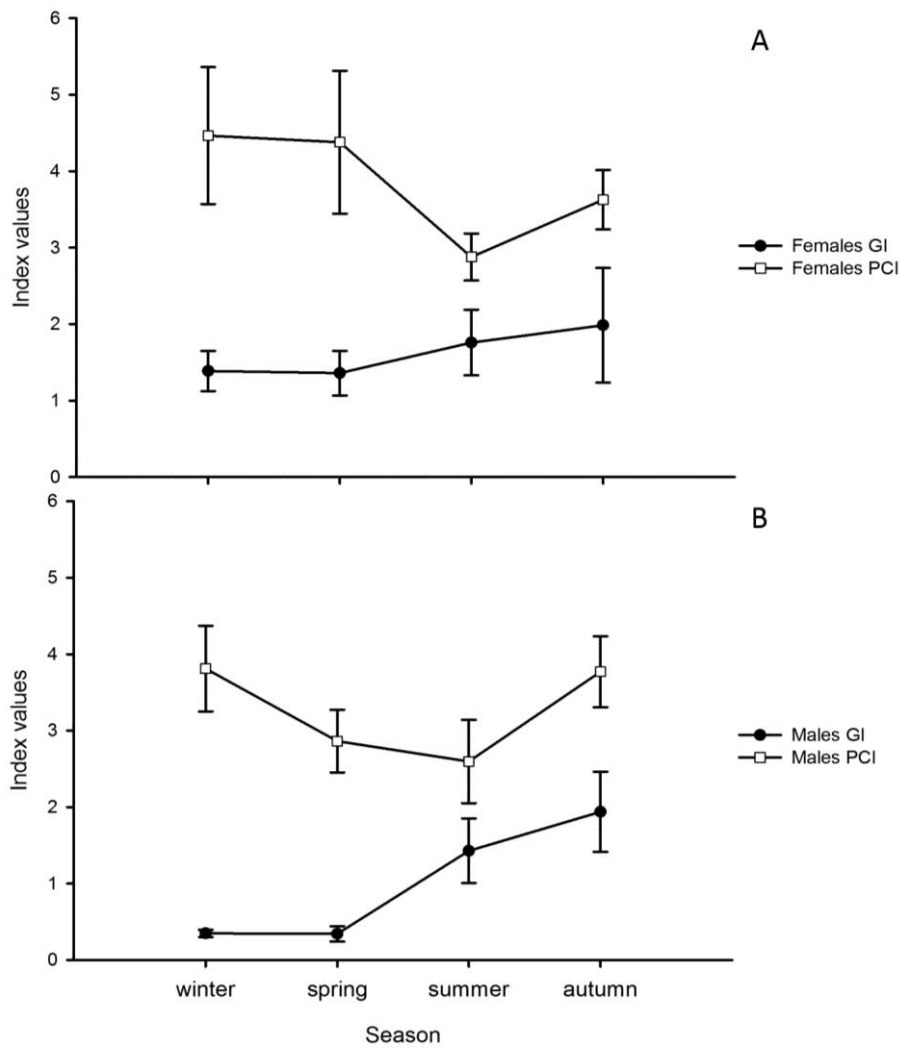 A
6
5
4
3
2
1
0
Index values
Females GI
Females PCI
B
6
5
4
3
2
1
0
Index values
Males GI
Males PCI
winter spring summer autumn
Season